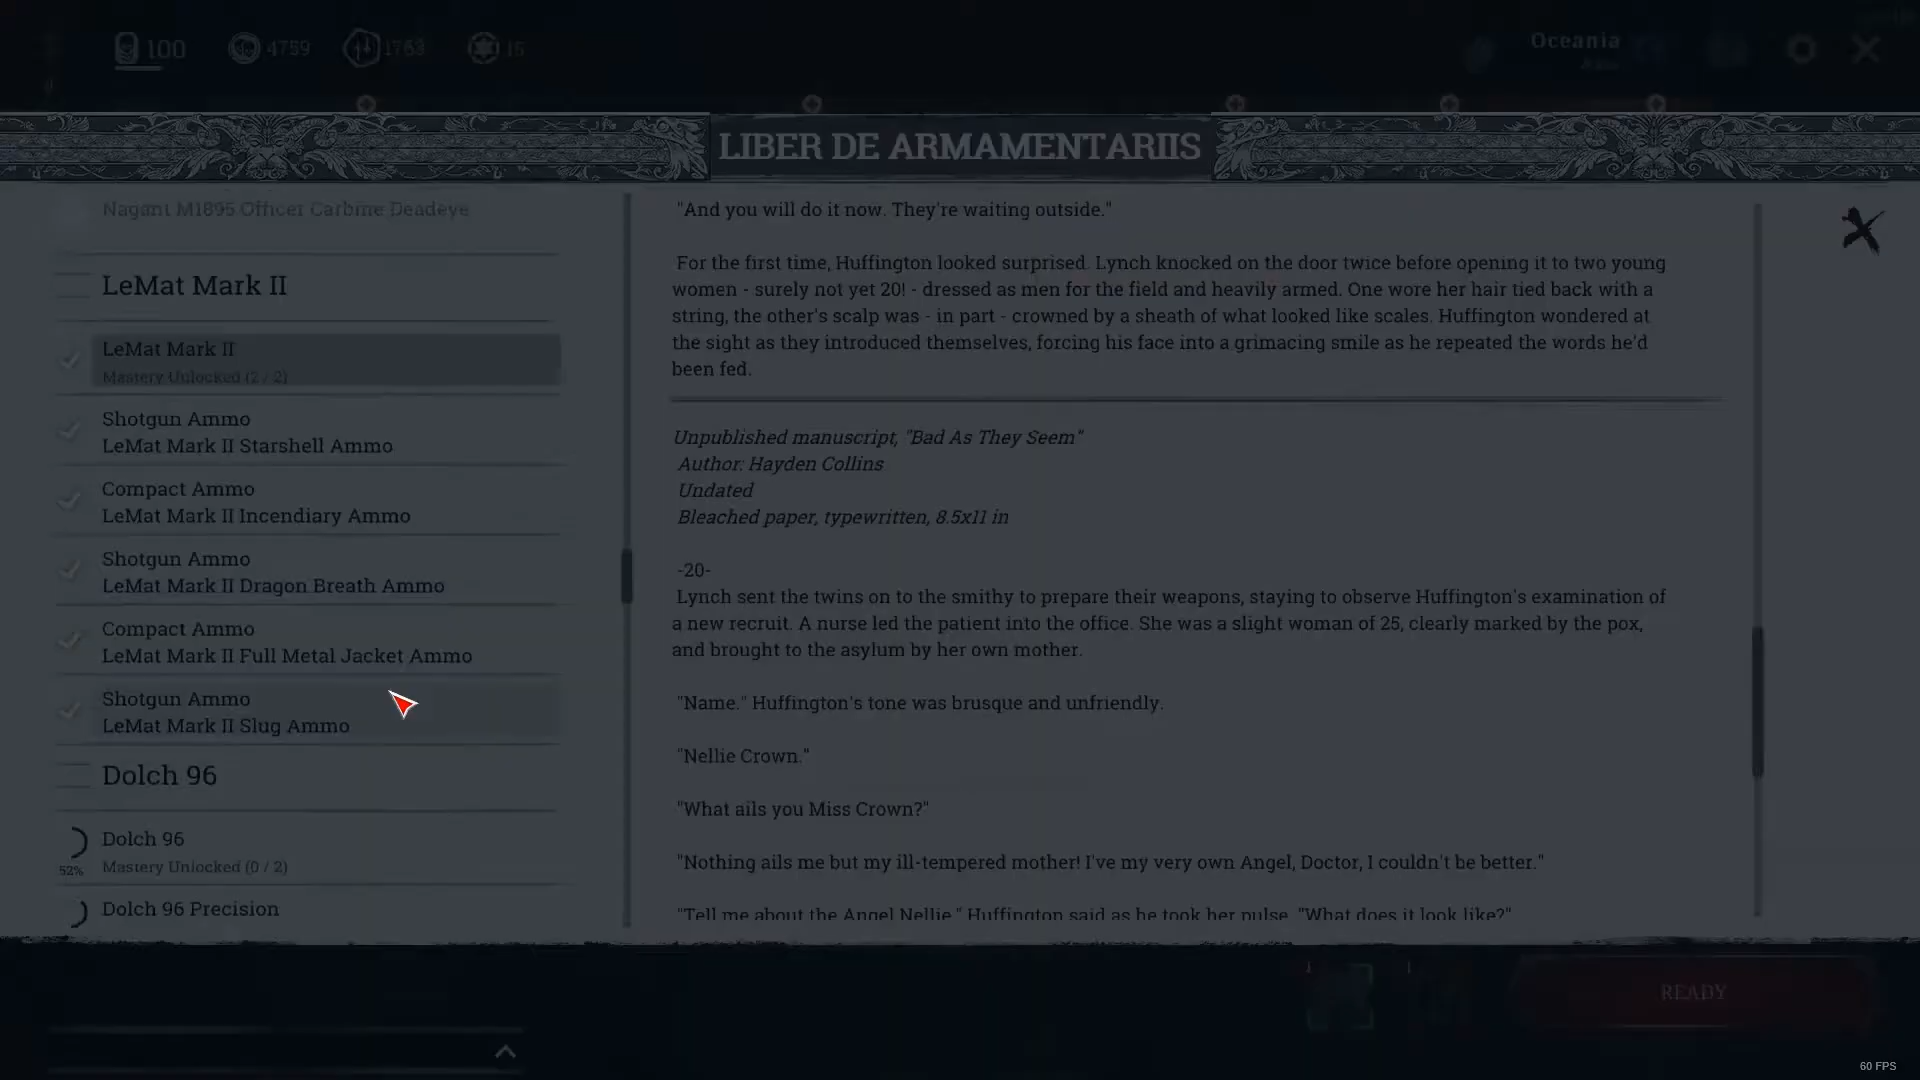 100
4759
1763
15
Oceania
LIBER DE ARMAMENTARIIS
Nagant M1895 Officer Carbine Deadeye
LeMat Mark II
LeMat Mark II
Mastery Unlocked (2 / 2)
Shotgun Ammo
LeMat Mark II Starshell Ammo
Compact Ammo
LeMat Mark II Incendiary Ammo
Shotgun Ammo
LeMat Mark II Dragon Breath Ammo
Compact Ammo
LeMat Mark II Full Metal Jacket Ammo
Shotgun Ammo
LeMat Mark II Slug Ammo
Dolch 96
Dolch 96
52%
Mastery Unlocked (0 / 2)
Dolch 96 Precision
"And you will do it now. They're waiting outside."
For the first time, Huffington looked surprised. Lynch knocked on the door twice before opening it to two young
women - surely not yet 20! - dressed as men for the field and heavily armed. One wore her hair tied back with a
string, the other's scalp was - in part - crowned by a sheath of what looked like scales. Huffington wondered at
the sight as they introduced themselves, forcing his face into a grimacing smile as he repeated the words he'd
been fed.
Unpublished manuscript, "Bad As They Seem"
Author: Hayden Collins
Undated
Bleached paper, typewritten, 8.5x11 in
-20-
Lynch sent the twins on to the smithy to prepare their weapons, staying to observe Huffington's examination of
a new recruit. A nurse led the patient into the office. She was a slight woman of 25, clearly marked by the pox,
and brought to the asylum by her own mother.
"Name." Huffington's tone was brusque and unfriendly.
"Nellie Crown."
"What ails you Miss Crown?"
"Nothing ails me but my ill-tempered mother! I've my very own Angel, Doctor, I couldn't be better."
"Tell me about the Angel Nellie." Huffington said as he took her pulse. "What does it look like?"
1
1
READY
60 FPS